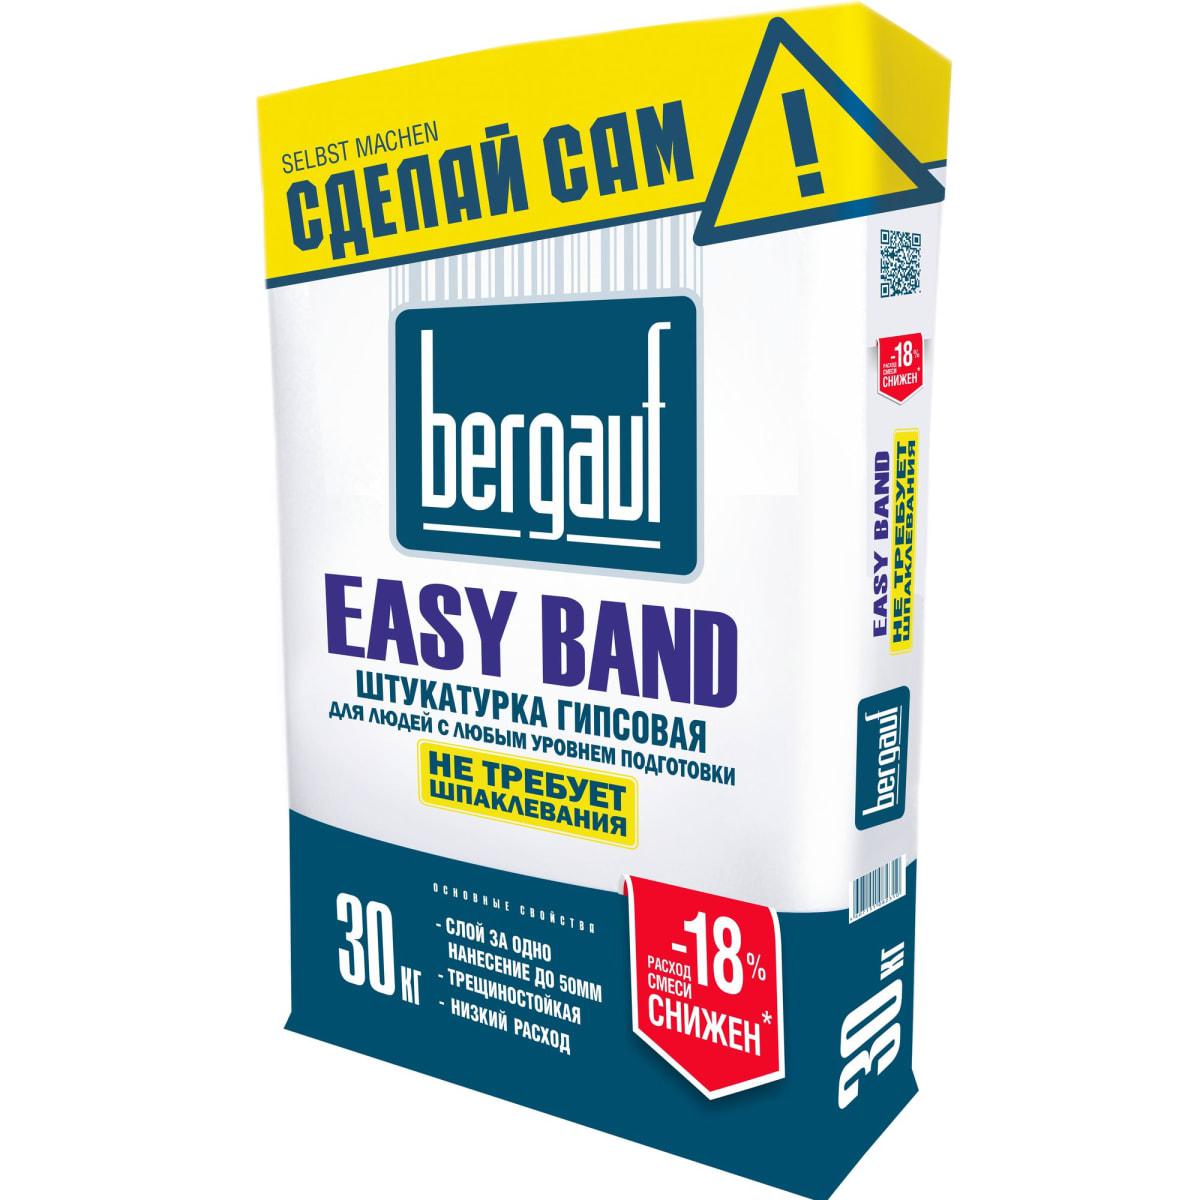 SELBST MACHEN
СДЕЛАЙ САМ
!
bergauf
EASY BAND
ШТУКАТУРКА ГИПСОВАЯ
ДЛЯ ЛЮДЕЙ С ЛЮБЫМ УРОВНЕМ ПОДГОТОВКИ
НЕ ТРЕБУЕТ
ШПАКЛЕВАНИЯ
30 КГ
ОСНОВНЫЕ СВОЙСТВА
- СЛОЙ ЗА ОДНО
НАНЕСЕНИЕ ДО 50ММ
- ТРЕЩИНОСТОЙКАЯ
- НИЗКИЙ РАСХОД
-18%
РАСХОД
СМЕСИ
СНИЖЕН*
-18%
РАСХОД
СМЕСИ
СНИЖЕН*
EASY BAND
НЕ ТРЕБУЕТ
ШПАКЛЕВАНИЯ
bergauf
30 КГ